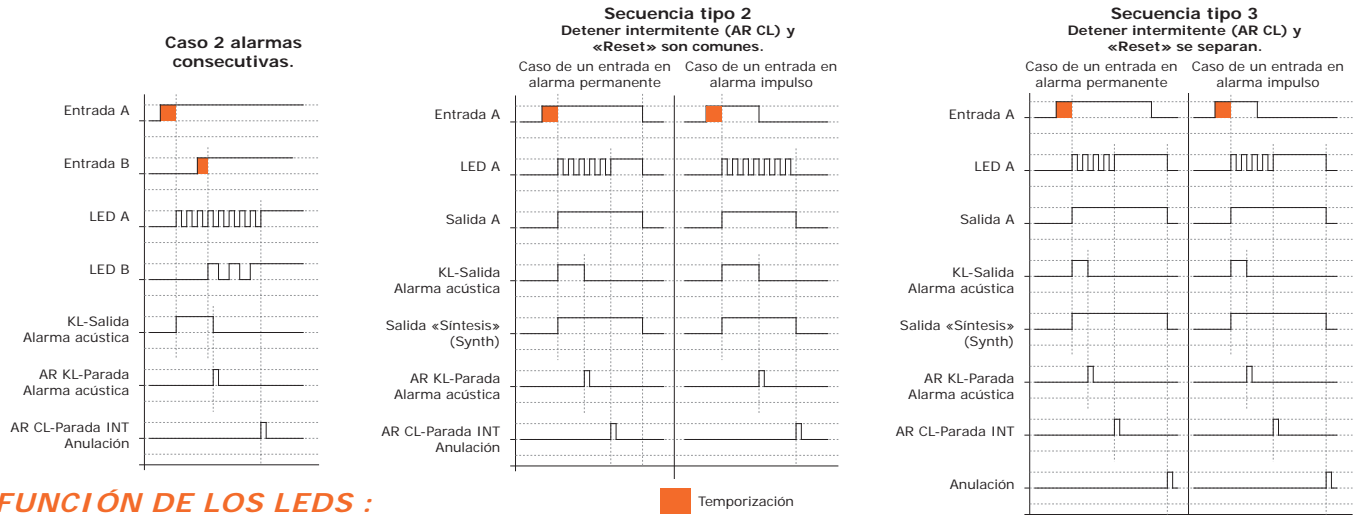 Caso 2 alarmas
consecutivas.
Entrada A
Entrada B
LED A
LED B
KL-Salida
Alarma acústica
AR KL-Parada
Alarma acústica
AR CL-Parada INT
Anulación
Secuencia tipo 2
Detener intermitente (AR CL) y
«Reset» son comunes.
Caso de un entrada en
alarma permanente
Caso de un entrada en
alarma impulso
Entrada A
LED A
Salida A
KL-Salida
Alarma acústica
Salida «Síntesis»
(Synth)
AR KL-Parada
Alarma acústica
AR CL-Parada INT
Anulación
Secuencia tipo 3
Detener intermitente (AR CL) y
«Reset» se separan.
Caso de un entrada en
alarma permanente
Caso de un entrada en
alarma impulso
Entrada A
LED A
Salida A
KL-Salida
Alarma acústica
Salida «Síntesis»
(Synth)
AR KL-Parada
Alarma acústica
AR CL-Parada INT
Anulación
FUNCIÓN DE LOS LEDS :
Temporización